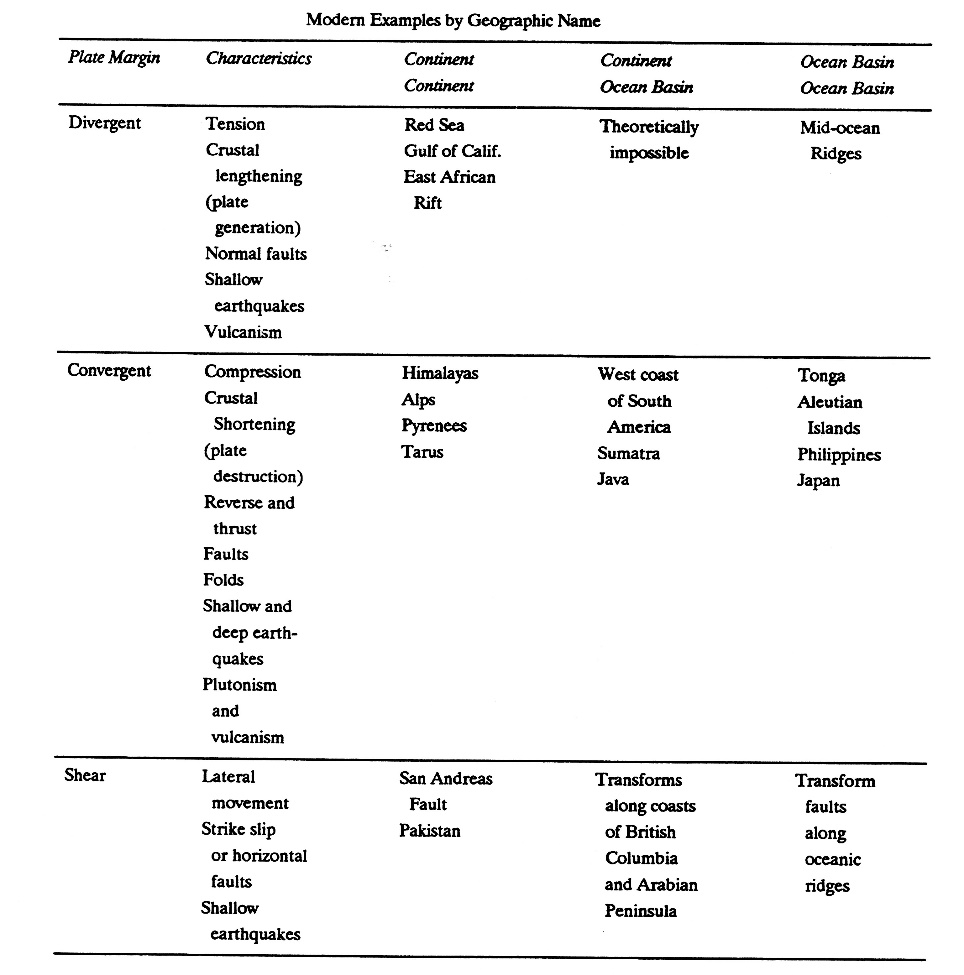 Modern Examples by Geographic Name
Plate Margin Characteristics Continent Continent Ocean Basin
Continent Ocean Basin Ocean Basin
Divergent Tension Red Sea Theoretically Mid-ocean
Crustal Gulf of Calif. impossible Ridges
lengthening East African
(plate Rift
generation)
Normal faults
Shallow
earthquakes
Vulcanism
Convergent Compression Himalayas West coast Tonga
Crustal Alps of South Aleutian
Shortening Pyrenees America Islands
(plate Tarus Sumatra Philippines
destruction) Java Japan
Reverse and
thrust
Faults
Folds
Shallow and
deep earth-
quakes
Plutonism
and
vulcanism
Shear Lateral San Andreas Transforms Transform
movement Fault along coasts faults
Strike slip Pakistan of British along
or horizontal Columbia oceanic
faults and Arabian ridges
Shallow Peninsula
earthquakes